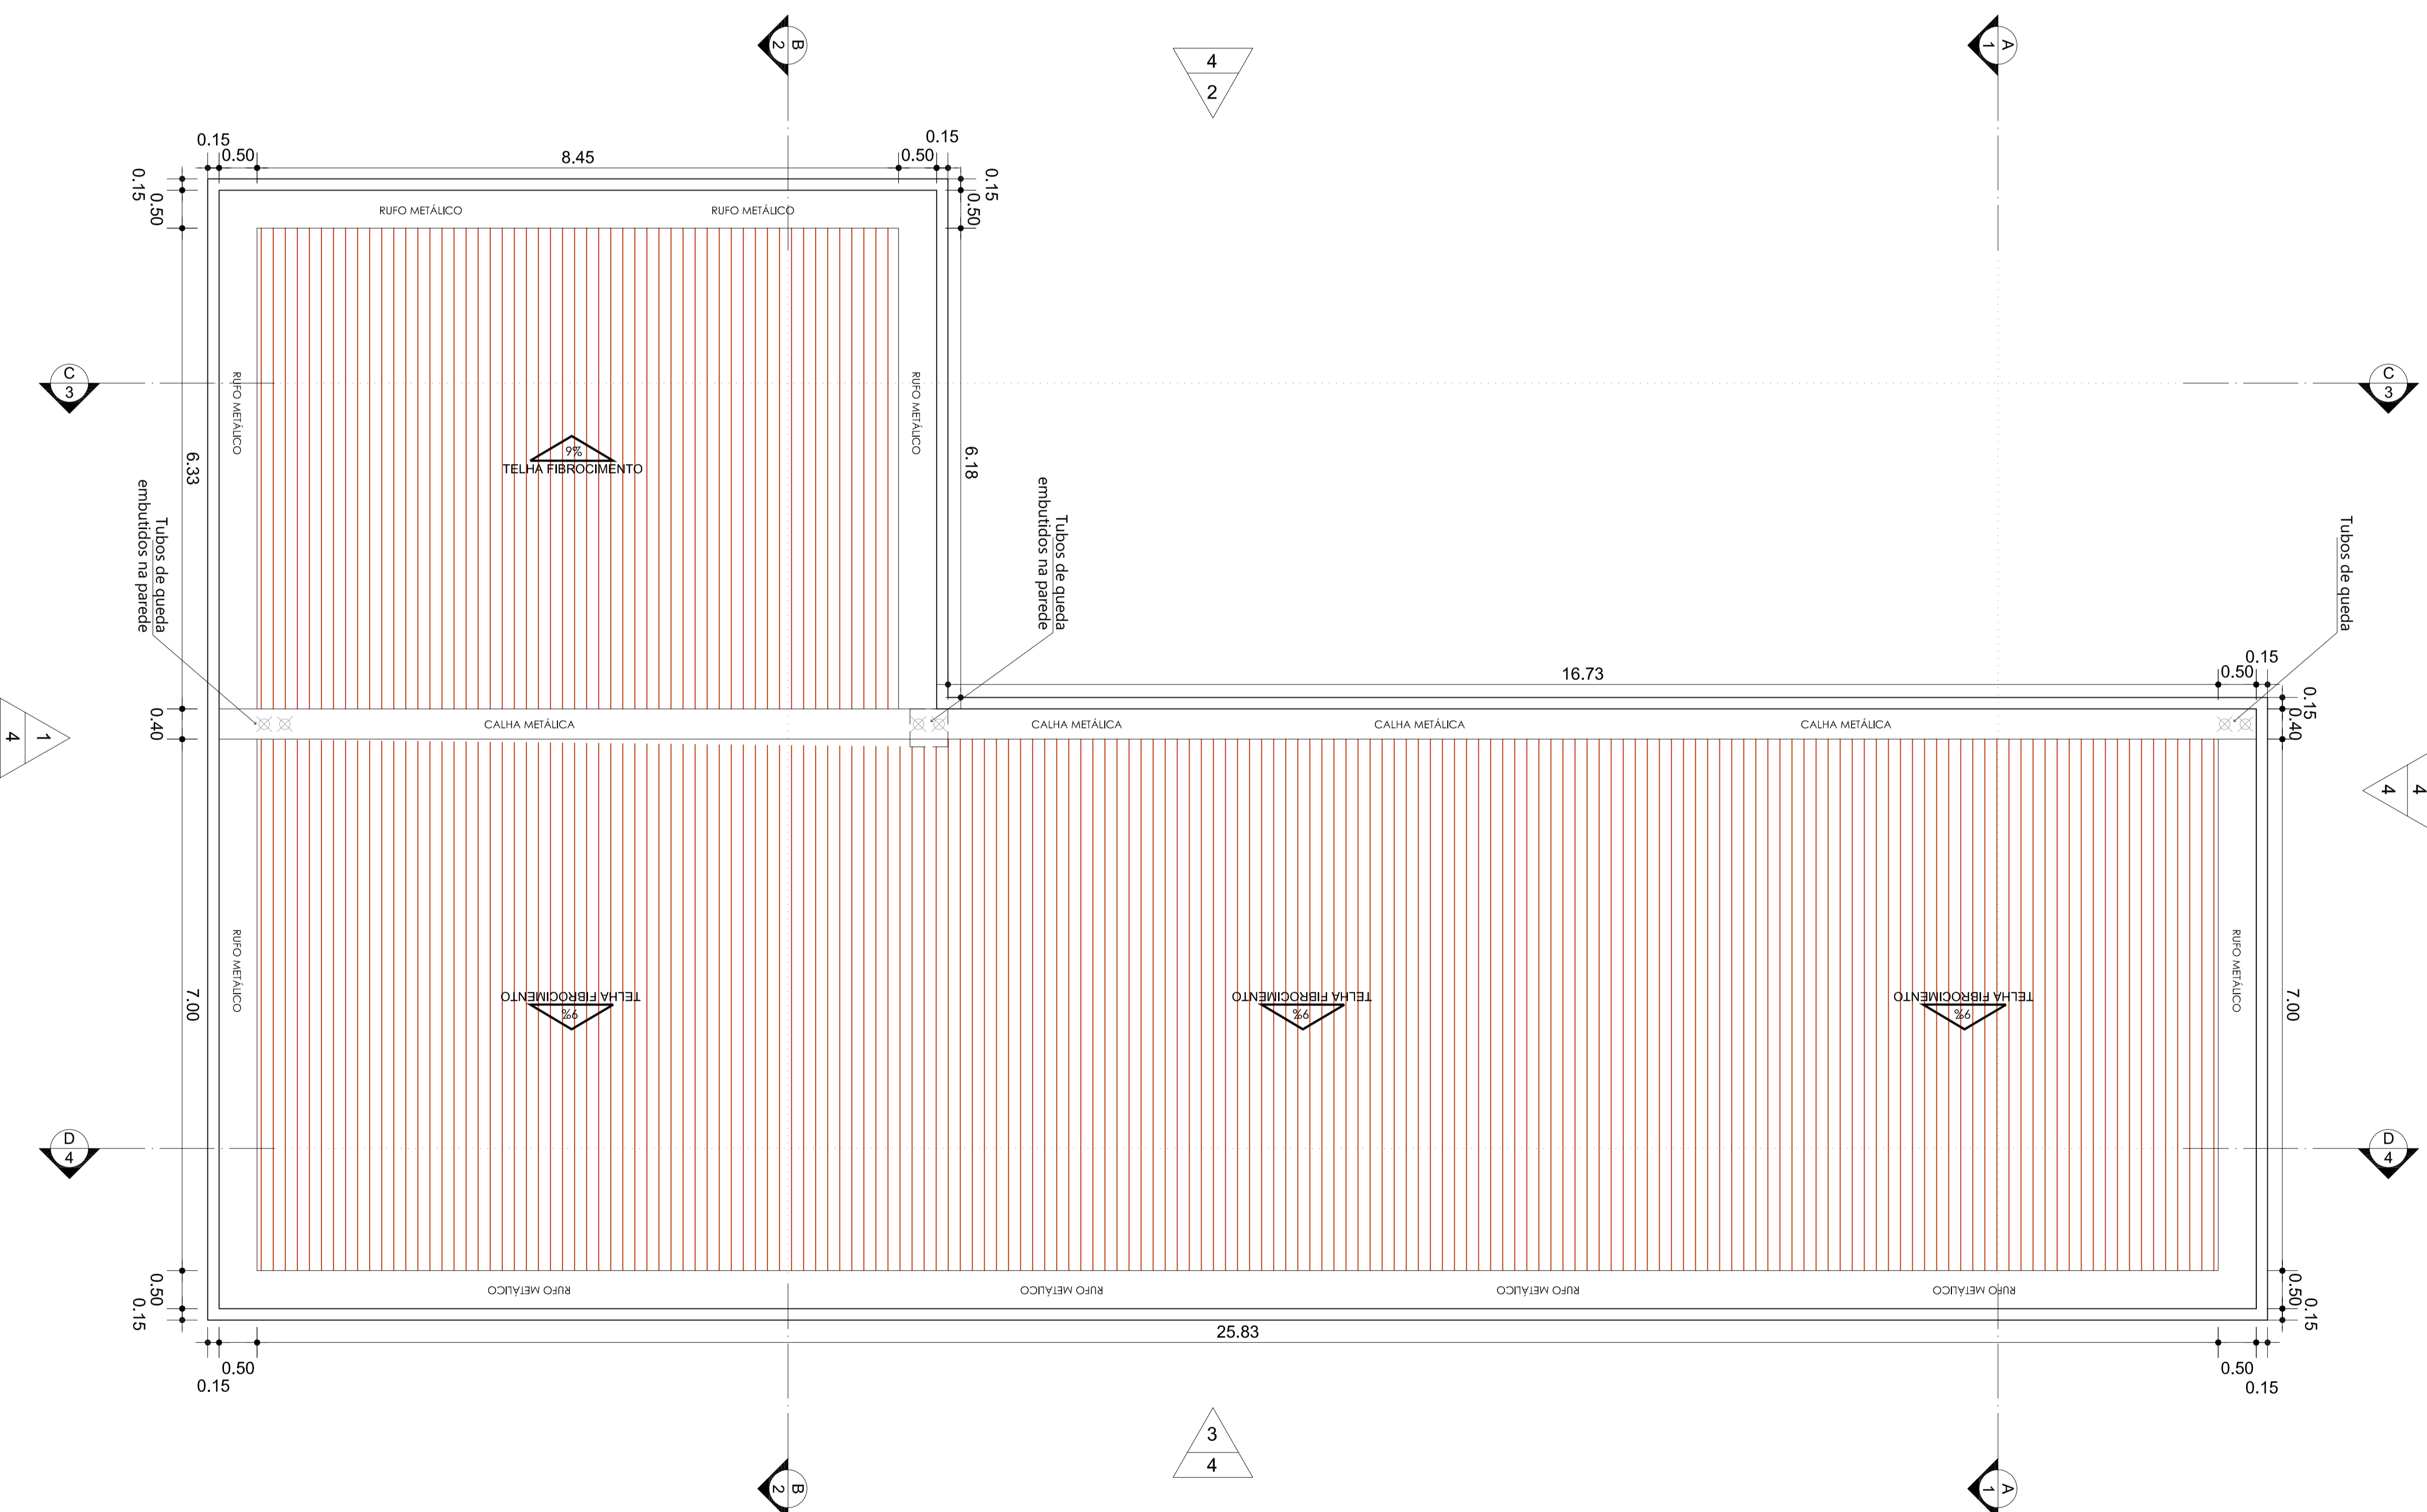 B
2
4
2
A
1
0.15
0.50
8.45
0.50
0.15
0.15
0.50
0.15
0.50
RUFO METÁLICO
RUFO METÁLICO
C
3
RUFO METÁLICO
RUFO METÁLICO
C
3
9%
TELHA FIBROCIMENTO
6.33
6.18
Tubos de queda
embutidos na parede
Tubos de queda
embutidos na parede
Tubos de queda
16.73
0.50
0.15
0.15
0.40
0.40
CALHA METÁLICA
CALHA METÁLICA
CALHA METÁLICA
CALHA METÁLICA
1
4
4
4
RUFO METÁLICO
RUFO METÁLICO
7.00
7.00
TELHA FIBROCIMENTO
9%
TELHA FIBROCIMENTO
9%
TELHA FIBROCIMENTO
9%
D
4
D
4
0.50
0.15
RUFO METÁLICO
RUFO METÁLICO
RUFO METÁLICO
RUFO METÁLICO
0.50
0.15
25.83
0.50
0.15
0.50
0.15
3
4
B
2
A
1